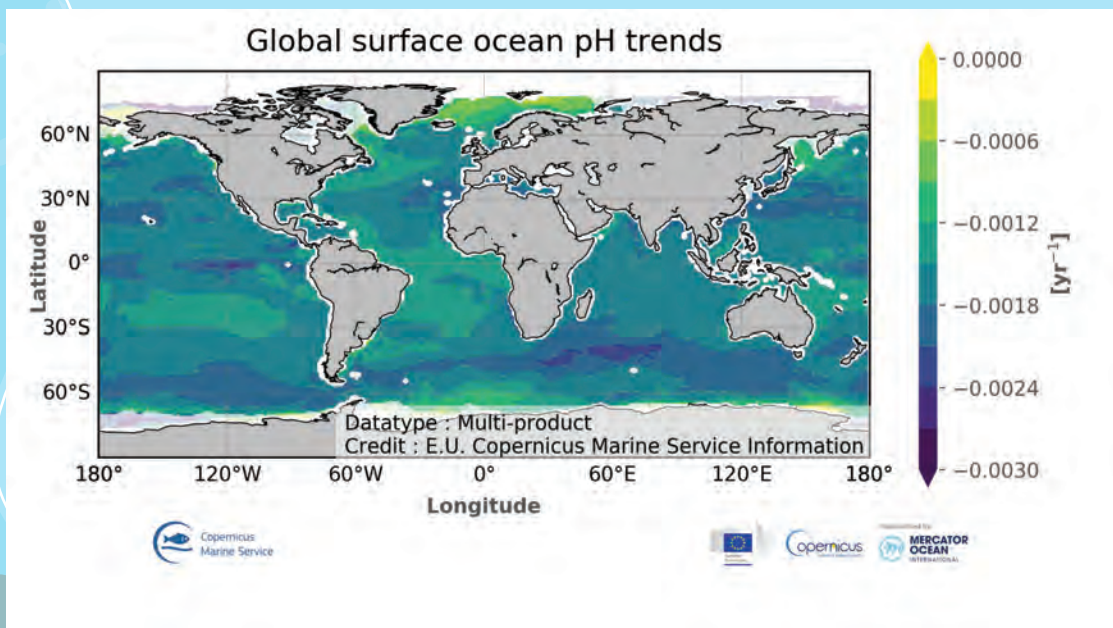 Global surface ocean pH trends
0.0000
−0.0006
−0.0012
−0.0018
−0.0024
−0.0030
[yr⁻¹]
Latitude
60°N
30°N
0°
30°S
60°S
Datatype : Multi-product
Credit : E.U. Copernicus Marine Service Information
180° 120°W 60°W 0° 60°E 120°E 180°
Longitude
Copernicus
Marine Service
opernicus
MERCATOR
OCEAN
INTERNATIONAL